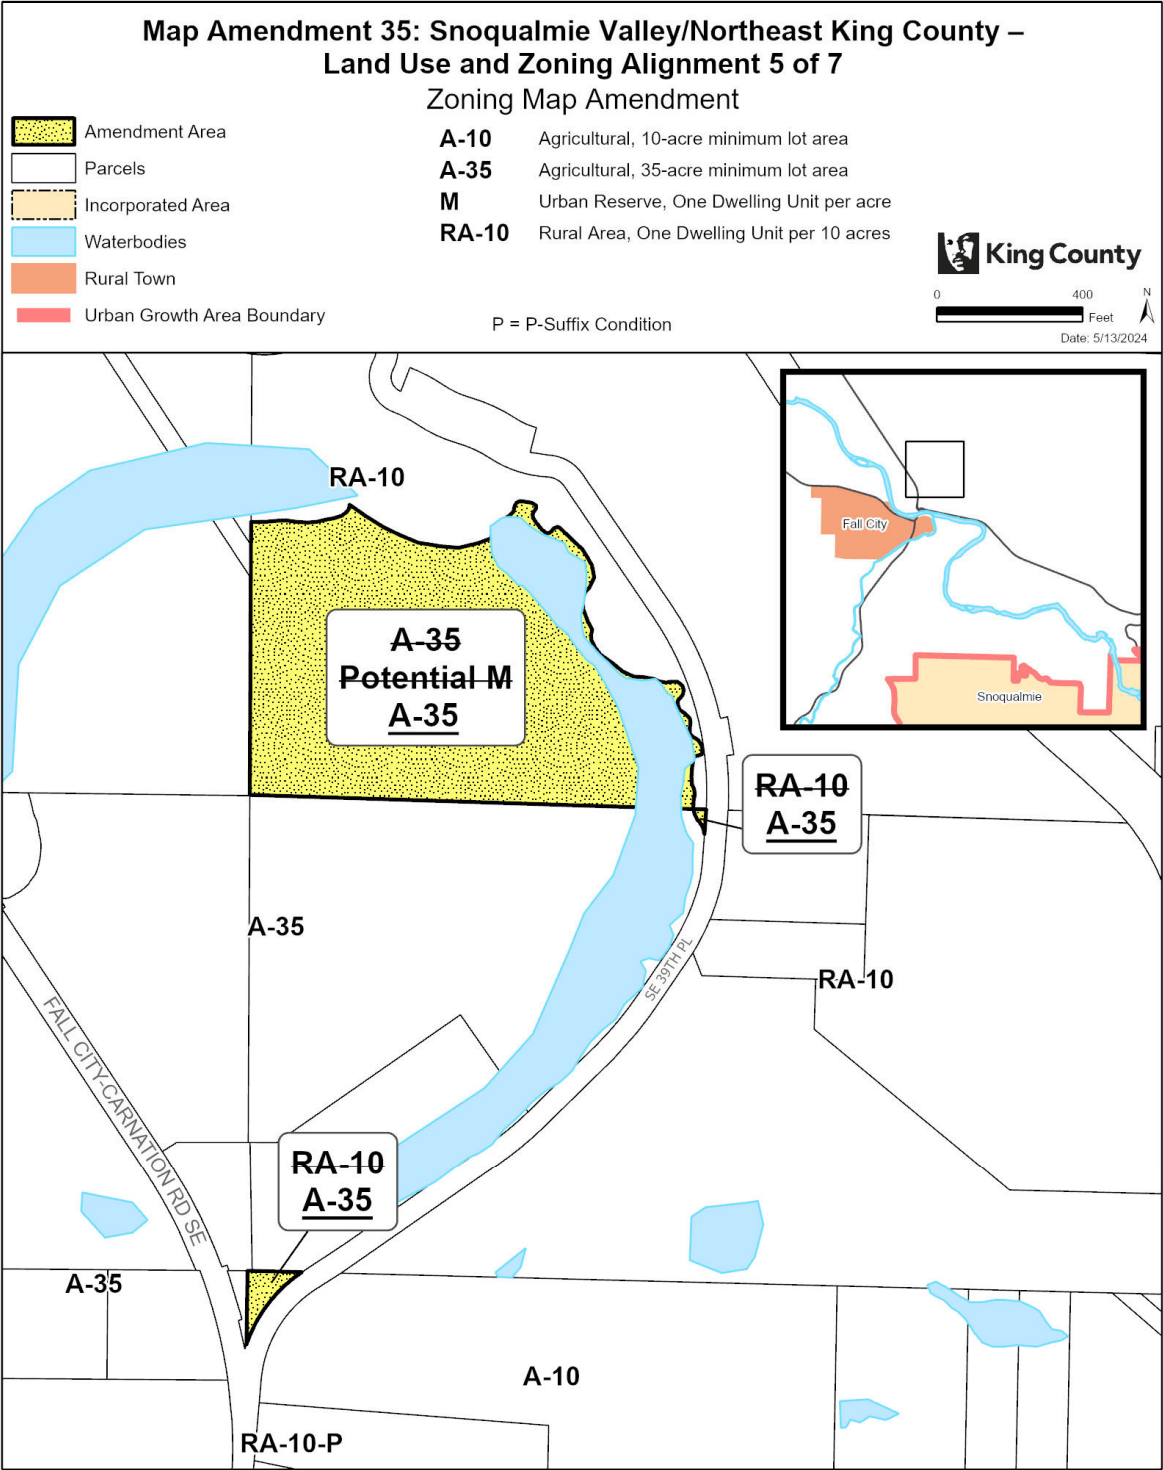 Map Amendment 35: Snoqualmie Valley/Northeast King County –
Land Use and Zoning Alignment 5 of 7
Zoning Map Amendment
Amendment Area
Parcels
Incorporated Area
Waterbodies
Rural Town
Urban Growth Area Boundary
A-10 Agricultural, 10-acre minimum lot area
A-35 Agricultural, 35-acre minimum lot area
M Urban Reserve, One Dwelling Unit per acre
RA-10 Rural Area, One Dwelling Unit per 10 acres
P = P-Suffix Condition
King County
0 400
Feet
N
Date: 5/13/2024
Fall City
Snoqualmie
RA-10
A-35
Potential M
A-35
RA-10
A-35
A-35
SE 39TH PL
RA-10
FALL CITY-CARNATION RD SE
RA-10
A-35
A-35
A-10
RA-10-P